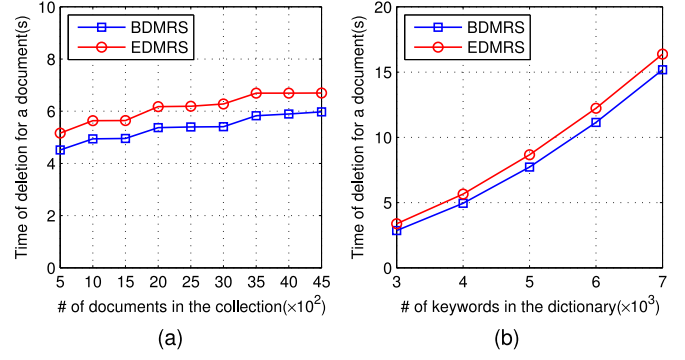 Time of deletion for a document(s)
10
8
6
4
2
0
BDMRS
EDMRS
5 10 15 20 25 30 35 40 45
# of documents in the collection(×10²)
(a)
Time of deletion for a document(s)
20
15
10
5
0
BDMRS
EDMRS
3 4 5 6 7
# of keywords in the dictionary(×10³)
(b)